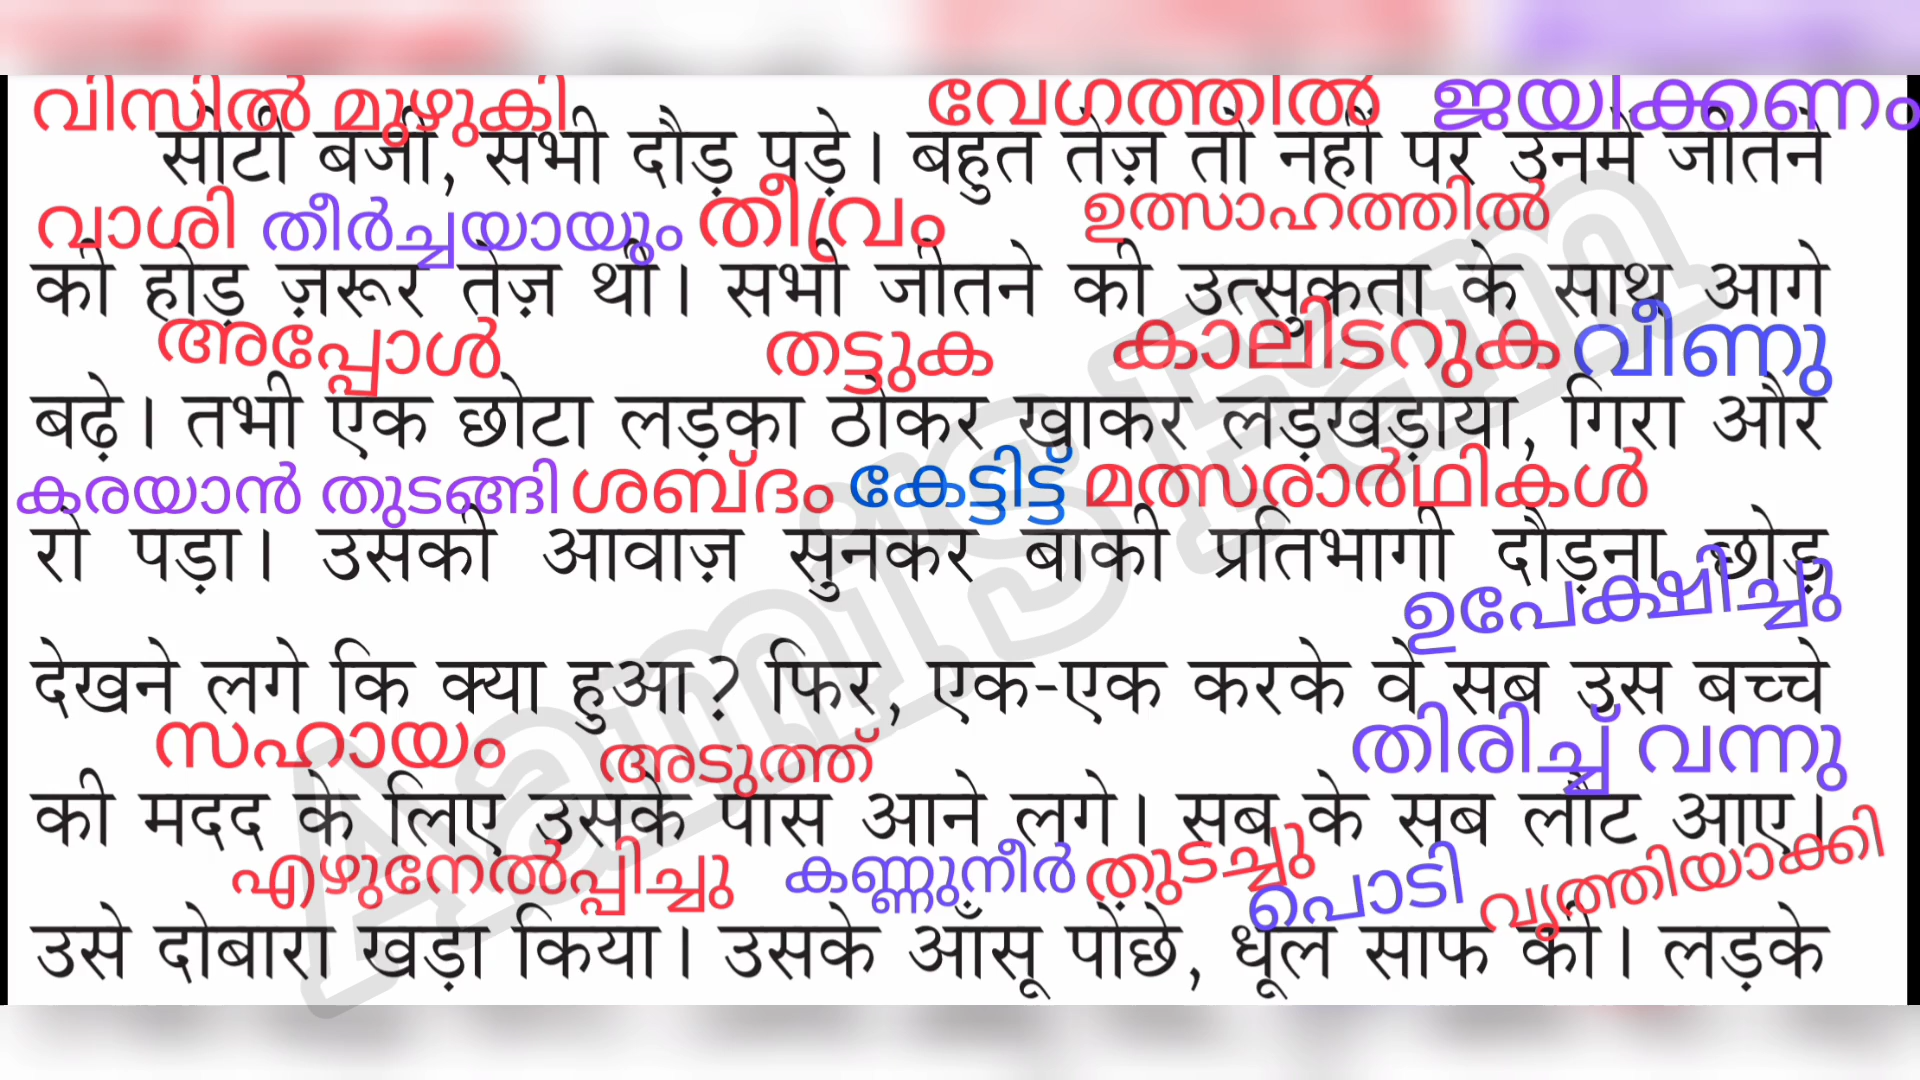 വിസിൽ മുഴുകി വേഗത്തിൽ ജയിക്കണം
सीटी बजी, सभी दौड़ पड़े। बहुत तेज़ तो नहीं पर उनमें जीतने
വാശി തീർച്ചയായും തീവ്രം ഉത്സാഹത്തിൽ
की होड़ ज़रूर तेज़ थी। सभी जीतने की उत्सुकता के साथ आगे
അപ്പോൾ തട്ടുക കാലിടറുക വീണു
बढ़े। तभी एक छोटा लड़का ठोकर खाकर लड़खड़ाया, गिरा और
കരയാൻ തുടങ്ങി ശബ്ദം കേട്ടിട്ട് മത്സരാർഥികൾ
रो पड़ा। उसकी आवाज़ सुनकर बाकी प्रतिभागी दौड़ना छोड़
ഉപേക്ഷിച്ചു
देखने लगे कि क्या हुआ? फिर, एक-एक करके वे सब उस बच्चे
സഹായം അടുത്ത് തിരിച്ച് വന്നു
की मदद के लिए उसके पास आने लगे। सब के सब लौट आए।
എഴുനേൽപ്പിച്ചു കണ്ണുനീർ തുടച്ചു പൊടി വൃത്തിയാക്കി
उसे दोबारा खड़ा किया। उसके आँसू पोंछे, धूल साफ की। लड़के
AamiS Fam